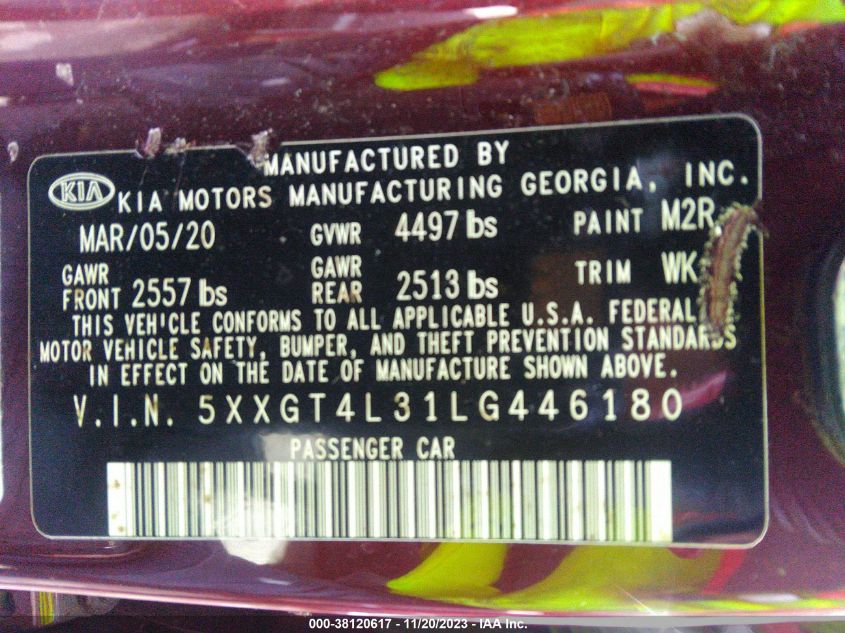 MANUFACTURED BY
KIA KIA MOTORS MANUFACTURING GEORGIA, INC.
MAR/05/20 GVWR 4497 lbs PAINT M2R
GAWR FRONT 2557 lbs GAWR REAR 2513 lbs TRIM WK
THIS VEHICLE CONFORMS TO ALL APPLICABLE U.S.A. FEDERAL
MOTOR VEHICLE SAFETY, BUMPER, AND THEFT PREVENTION STANDARDS
IN EFFECT ON THE DATE OF MANUFACTURE SHOWN ABOVE.
V.I.N. 5XXGT4L31LG446180
PASSENGER CAR
000-38120617 - 11/20/2023 - IAA Inc.